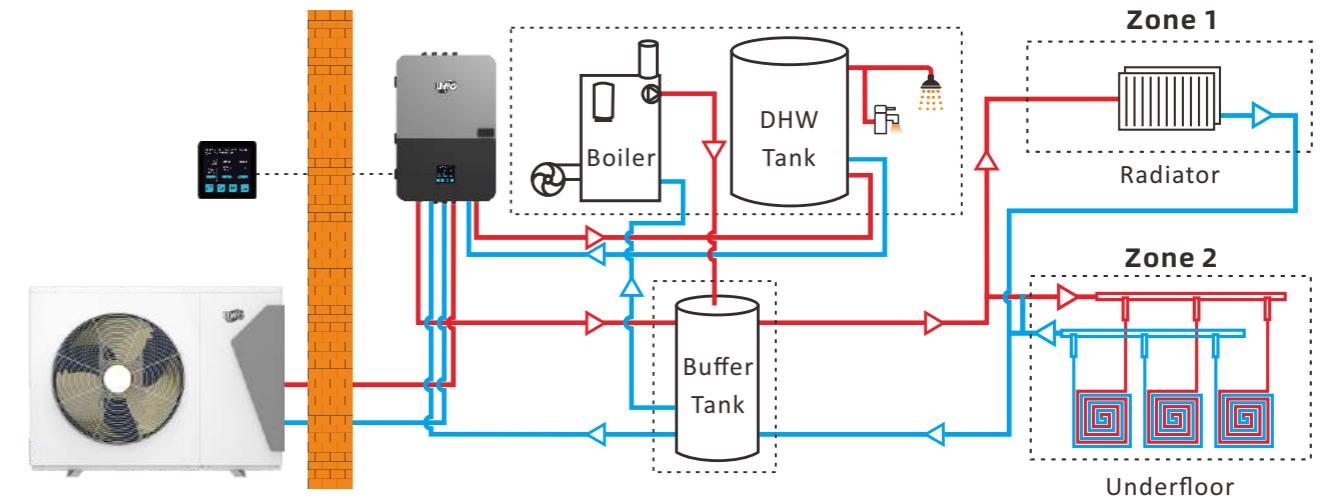 Zone 1
Boiler
DHW
Tank
Radiator
Zone 2
Buffer
Tank
Underfloor